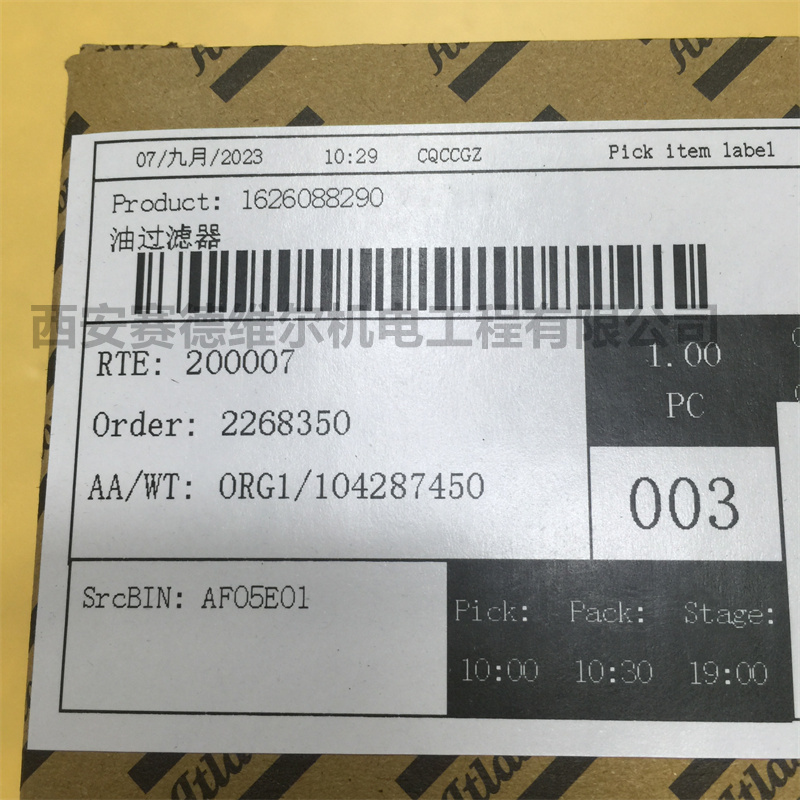 07/九月/2023 10:29 CQCCGZ Pick item label
Product: 1626088290
油过滤器
西安赛德维尔机电工程有限公司
RTE: 200007
1.00
PC
Order: 2268350
AA/WT: ORG1/104287450
003
SrcBIN: AF05E01
Pick: Pack: Stage:
10:00 10:30 19:00